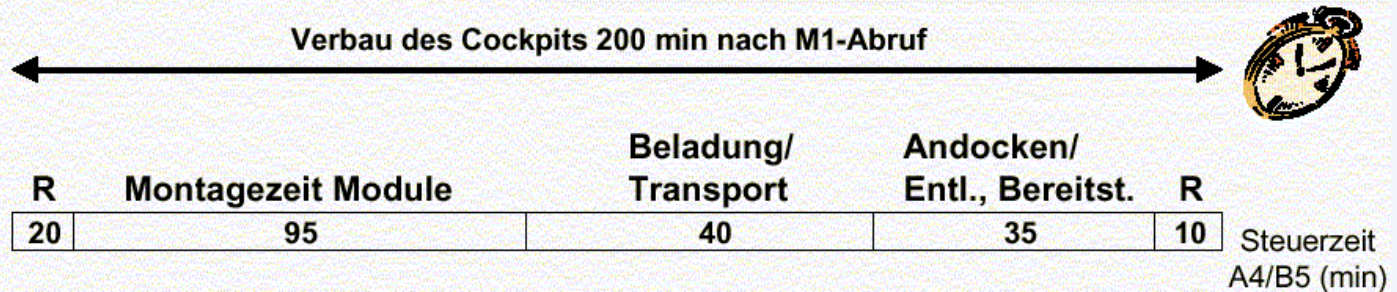 Verbau des Cockpits 200 min nach M1-Abruf
Beladung/ Andocken/
R Montagezeit Module Transport Entl., Bereitst. R
20 95 40 35 10
Steuerzeit
A4/B5 (min)